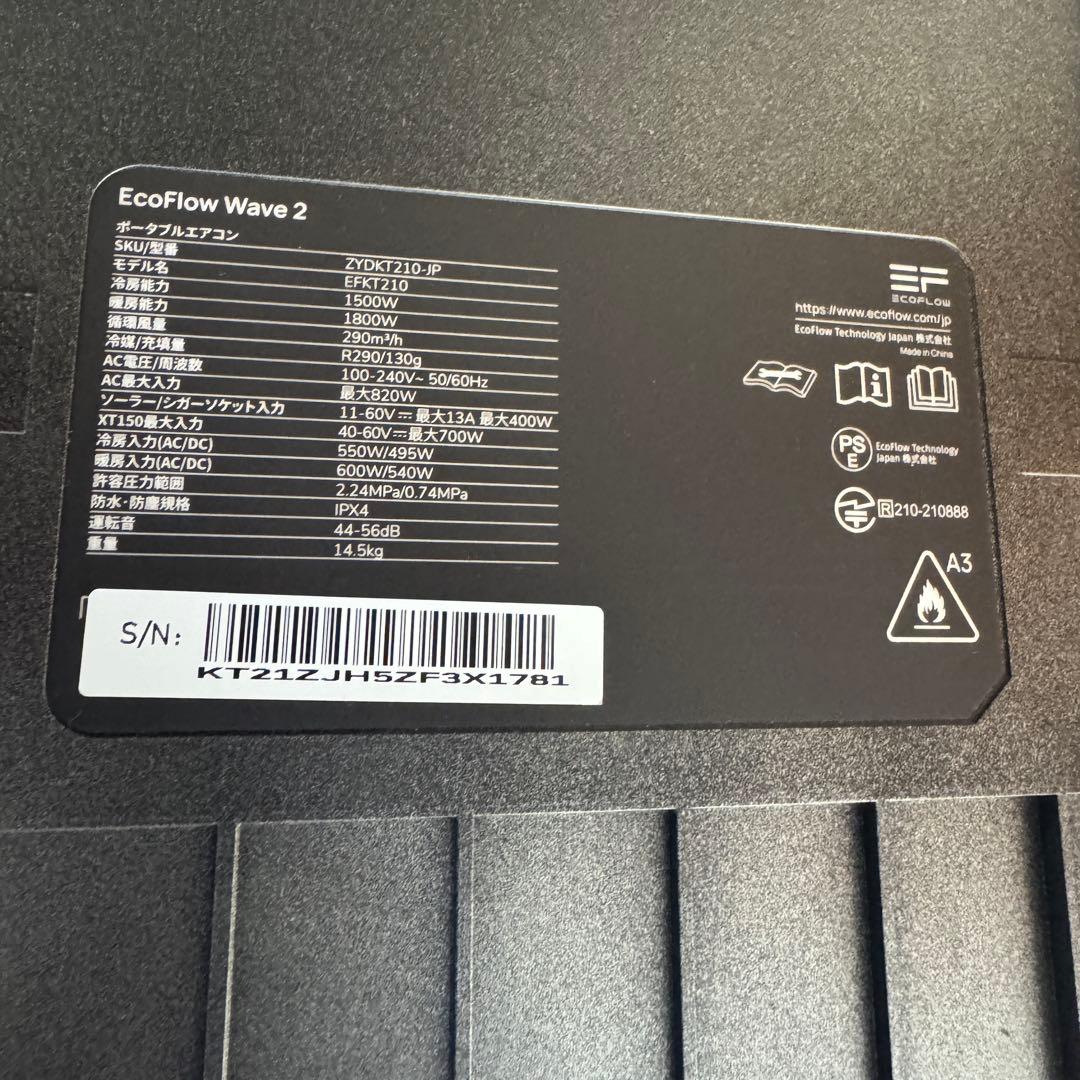 EcoFlow Wave 2
ポータブルエアコン
SKU/型番 ZYDKT210-JP
モデル名 EFKT210
冷房能力 1500W
暖房能力 1800W
循環風量 290m³/h
冷媒/充填量 R290/130g
AC電圧/周波数 100-240V~ 50/60Hz
AC最大入力 最大820W
ソーラー/シガーソケット入力 11-60V⎓最大13A 最大400W
XT150最大入力 40-60V⎓最大700W
冷房入力(AC/DC) 550W/495W
暖房入力(AC/DC) 600W/540W
許容圧力範囲 2.24MPa/0.74MPa
防水・防塵規格 IPX4
運転音 44-56dB
重量 14.5kg
S/N:
KT21ZJH5ZF3X1781
EF
ECOFLOW
https://www.ecoflow.com/jp
EcoFlow Technology Japan 株式会社
Made in China
PS
E
EcoFlow Technology
Japan 株式会社
R 210-210888
A3